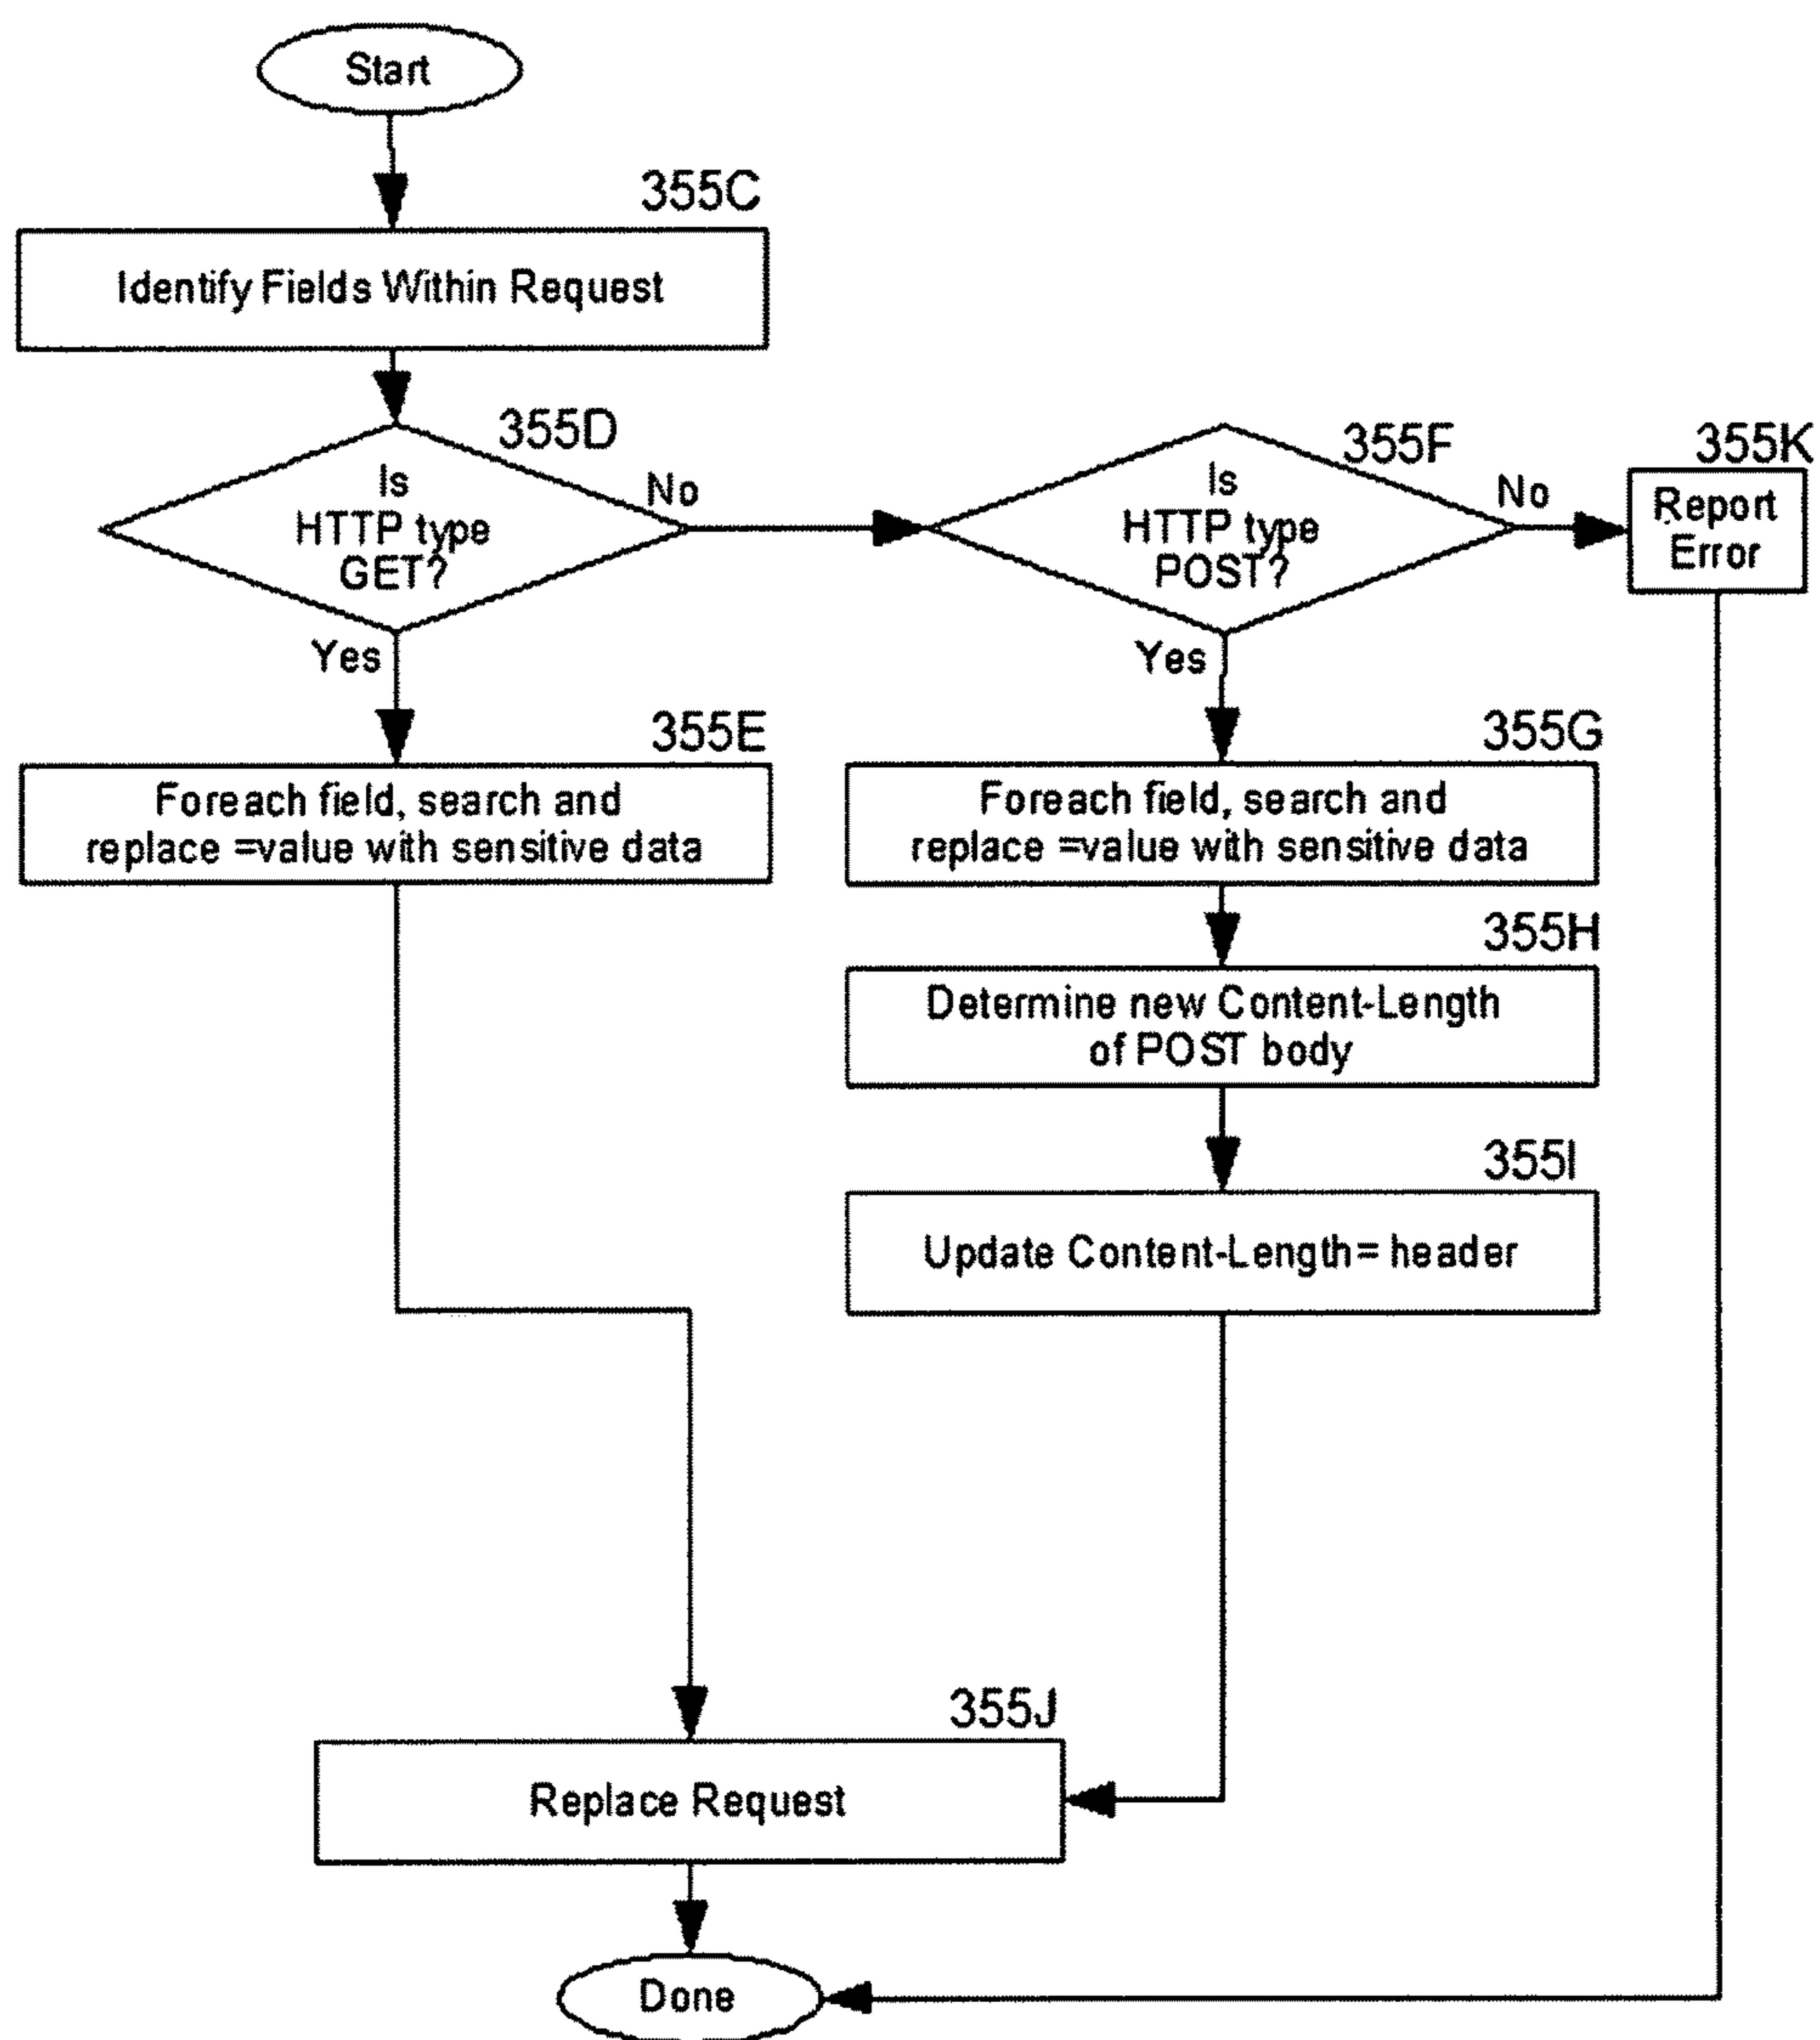 Start
355C
Identify Fields Within Request
355D
Is
HTTP type
GET?
No
Yes
355F
Is
HTTP type
POST?
No
Yes
355K
Report
Error
355E
Foreach field, search and
replace =value with sensitive data
355G
Foreach field, search and
replace =value with sensitive data
355H
Determine new Content-Length
of POST body
355I
Update Content-Length= header
355J
Replace Request
Done